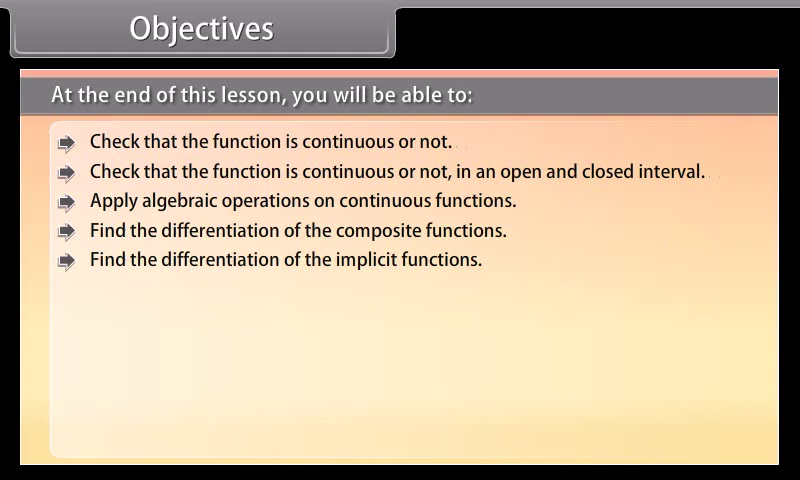 Objectives
At the end of this lesson, you will be able to:
Check that the function is continuous or not.
Check that the function is continuous or not, in an open and closed interval.
Apply algebraic operations on continuous functions.
Find the differentiation of the composite functions.
Find the differentiation of the implicit functions.